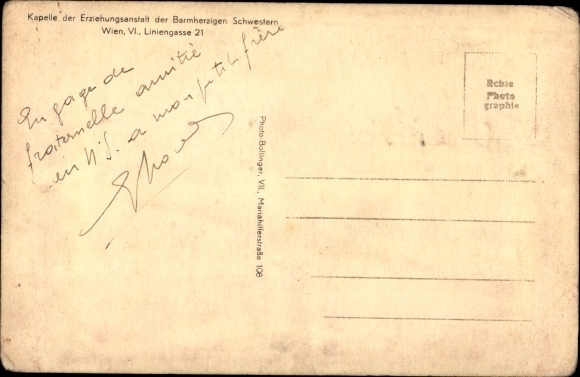 Kapelle der Erziehungsanstalt der Barmherzigen Schwestern
Wien, VI., Liniengasse 21
En gage de
fraternelle amitié
en N.S. a mon petit frère
Photo-Bollinger, VII., Mariahilferstraße 108
Echte
Photo
graphie